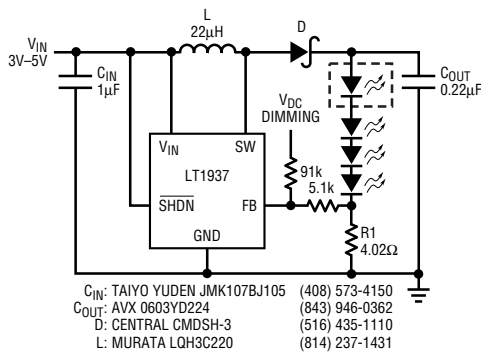 L
22µH
D
VIN
3V–5V
CIN
1µF
COUT
0.22µF
VDC
DIMMING
VIN
SW
91k
5.1k
LT1937
SHDN
FB
GND
R1
4.02Ω
CIN: TAIYO YUDEN JMK107BJ105 (408) 573-4150
COUT: AVX 0603YD224 (843) 946-0362
D: CENTRAL CMDSH-3 (516) 435-1110
L: MURATA LQH3C220 (814) 237-1431